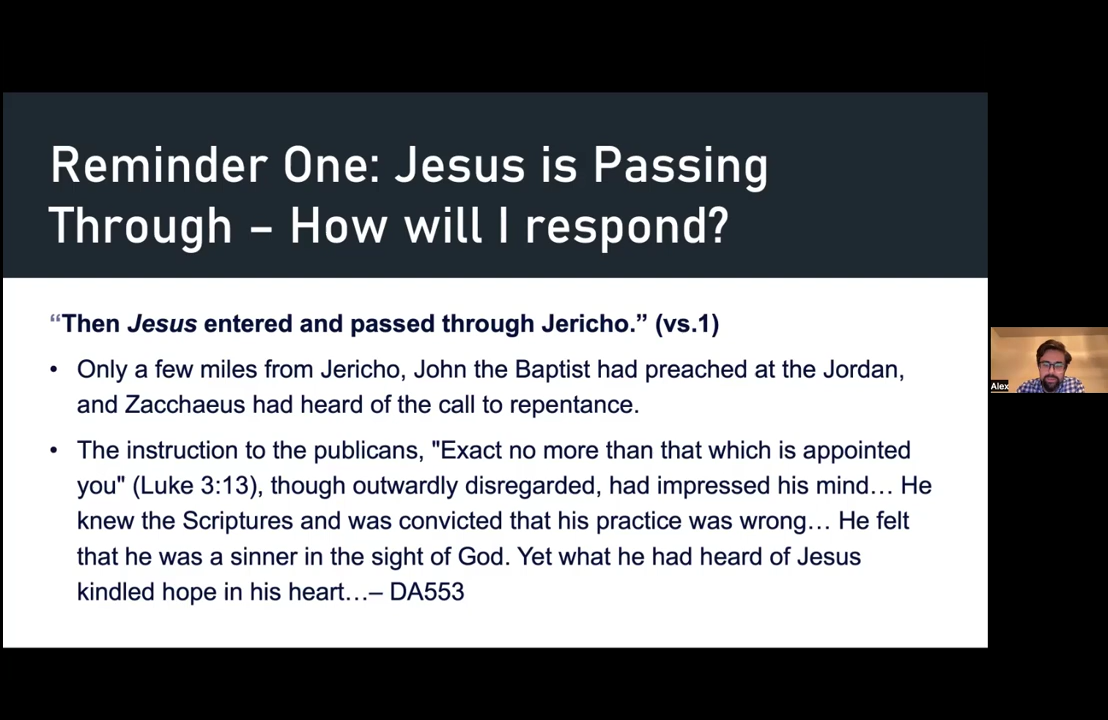 Reminder One: Jesus is Passing
Through – How will I respond?
“Then Jesus entered and passed through Jericho.” (vs.1)
• Only a few miles from Jericho, John the Baptist had preached at the Jordan,
and Zacchaeus had heard of the call to repentance.
• The instruction to the publicans, "Exact no more than that which is appointed
you" (Luke 3:13), though outwardly disregarded, had impressed his mind… He
knew the Scriptures and was convicted that his practice was wrong… He felt
that he was a sinner in the sight of God. Yet what he had heard of Jesus
kindled hope in his heart…– DA553
Alex